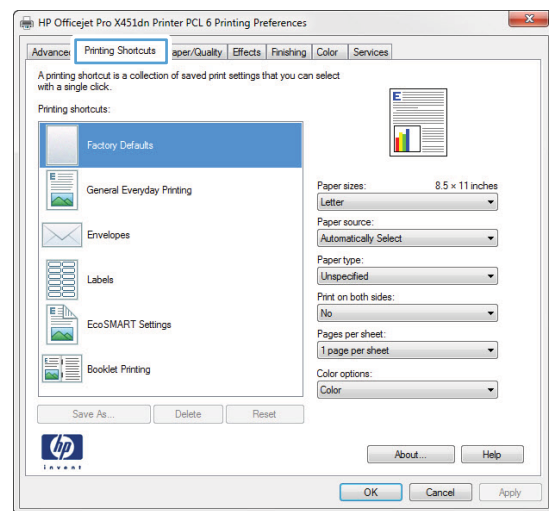 HP Officejet Pro X451dn Printer PCL 6 Printing Preferences
Advanced Printing Shortcuts Paper/Quality Effects Finishing Color Services
A printing shortcut is a collection of saved print settings that you can select
with a single click.
Printing shortcuts:
Factory Defaults
General Everyday Printing
Envelopes
Labels
EcoSMART Settings
Booklet Printing
Save As... Delete Reset
E
Paper sizes: 8.5 × 11 inches
Letter
Paper source:
Automatically Select
Paper type:
Unspecified
Print on both sides:
No
Pages per sheet:
1 page per sheet
Color options:
Color
hp
invent
About... Help
OK Cancel Apply